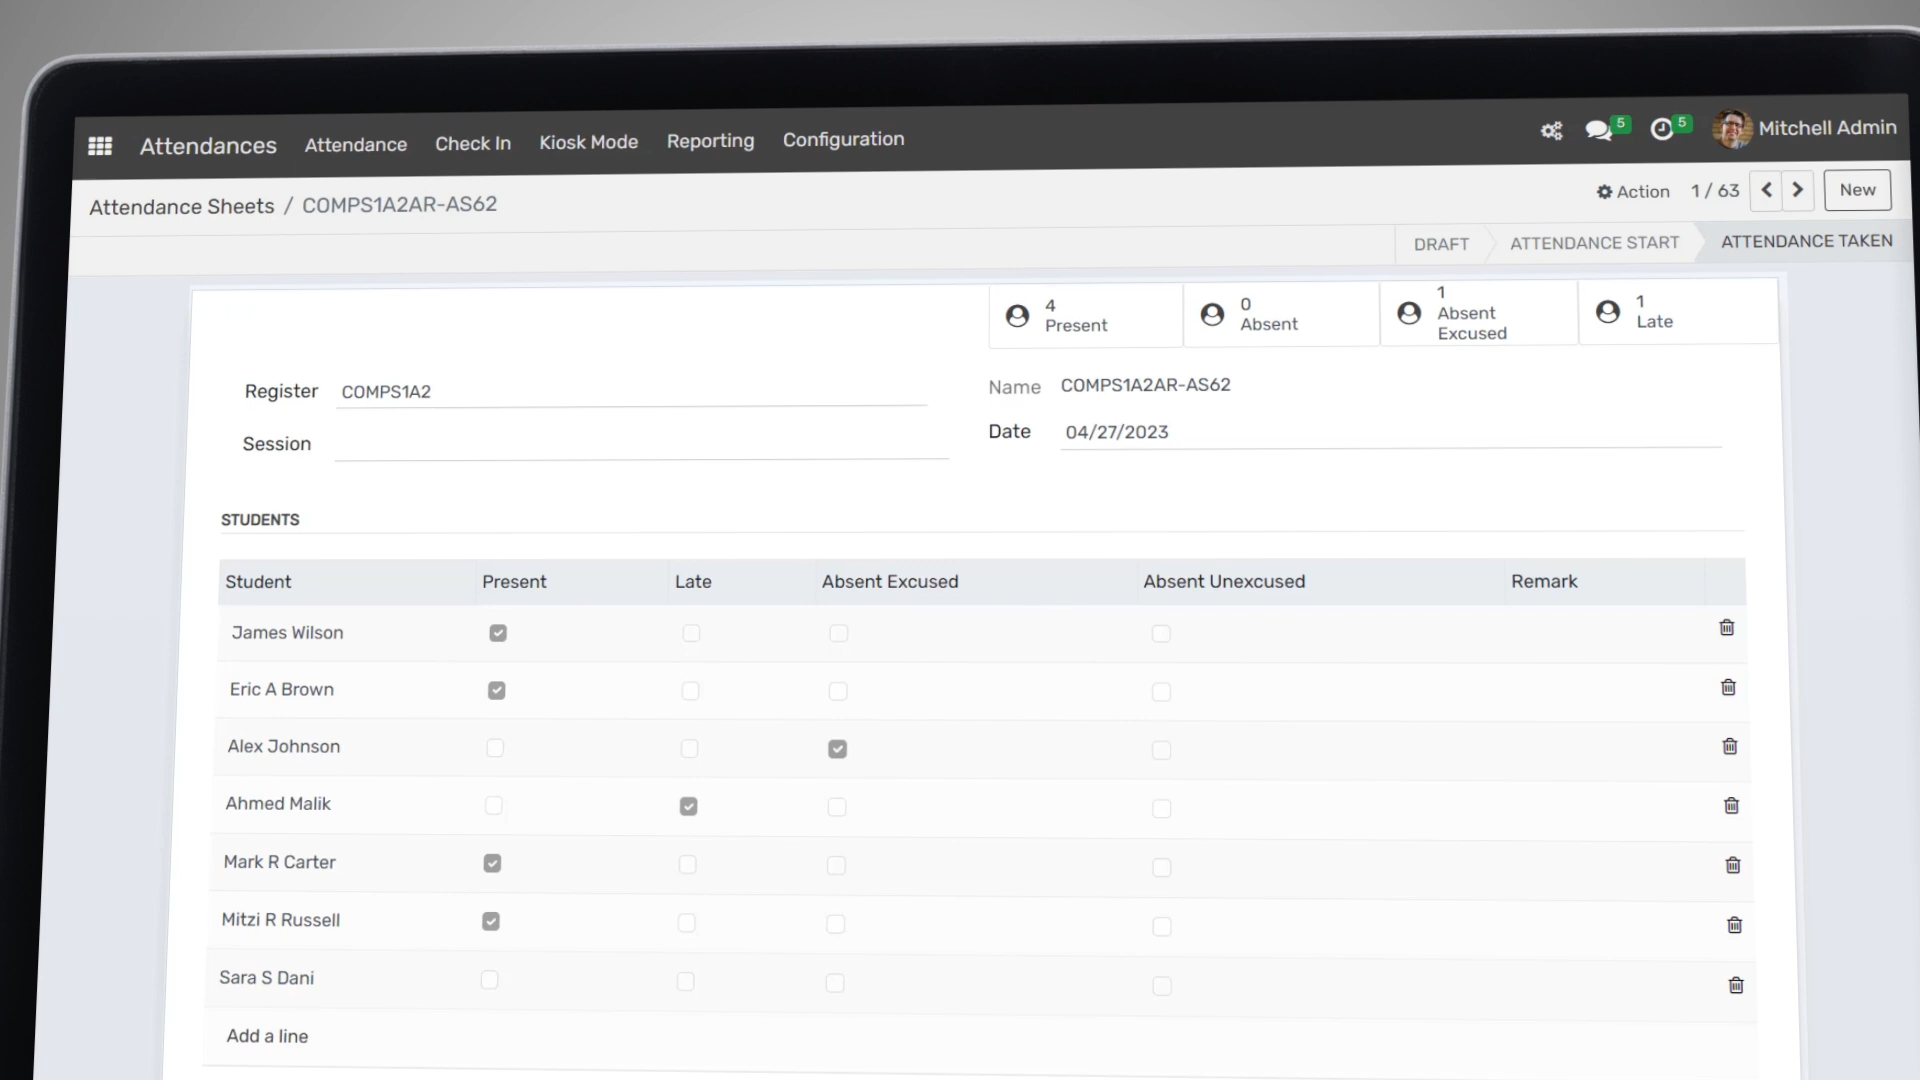 Attendances Attendance Check In Kiosk Mode Reporting Configuration 5 5 Mitchell Admin
Attendance Sheets / COMPS1A2AR-AS62 Action 1 / 63 New
DRAFT ATTENDANCE START ATTENDANCE TAKEN
4 Present
0 Absent
1 Absent Excused
1 Late
Register COMPS1A2
Name COMPS1A2AR-AS62
Session
Date 04/27/2023
STUDENTS
Student Present Late Absent Excused Absent Unexcused Remark
James Wilson
Eric A Brown
Alex Johnson
Ahmed Malik
Mark R Carter
Mitzi R Russell
Sara S Dani
Add a line